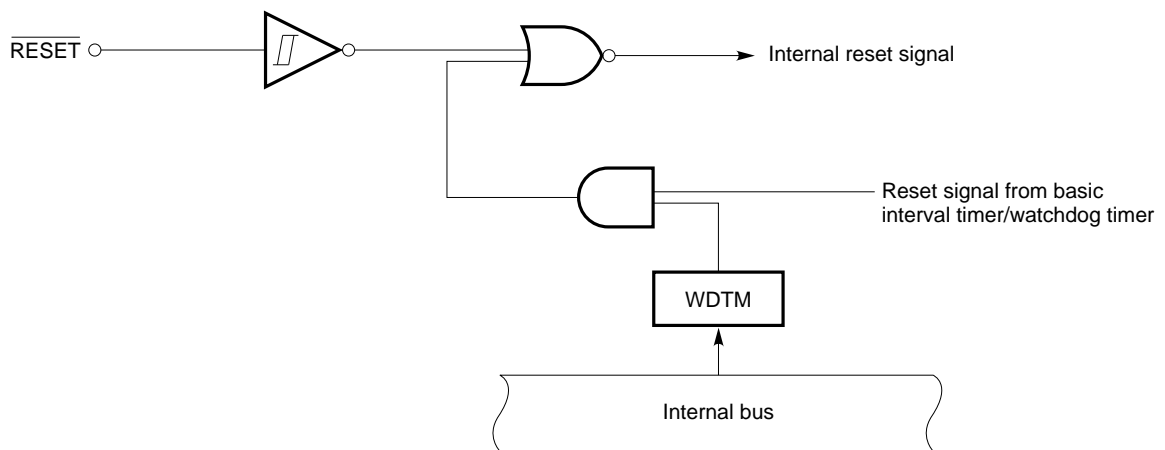 RESET
Internal reset signal
Reset signal from basic
interval timer/watchdog timer
WDTM
Internal bus